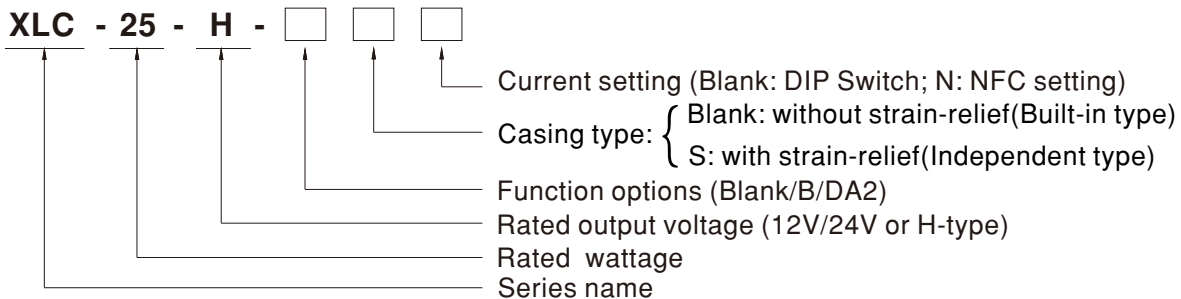 XLC - 25 - H -
Current setting (Blank: DIP Switch; N: NFC setting)
Blank: without strain-relief(Built-in type)
Casing type:
S: with strain-relief(Independent type)
Function options (Blank/B/DA2)
Rated output voltage (12V/24V or H-type)
Rated wattage
Series name